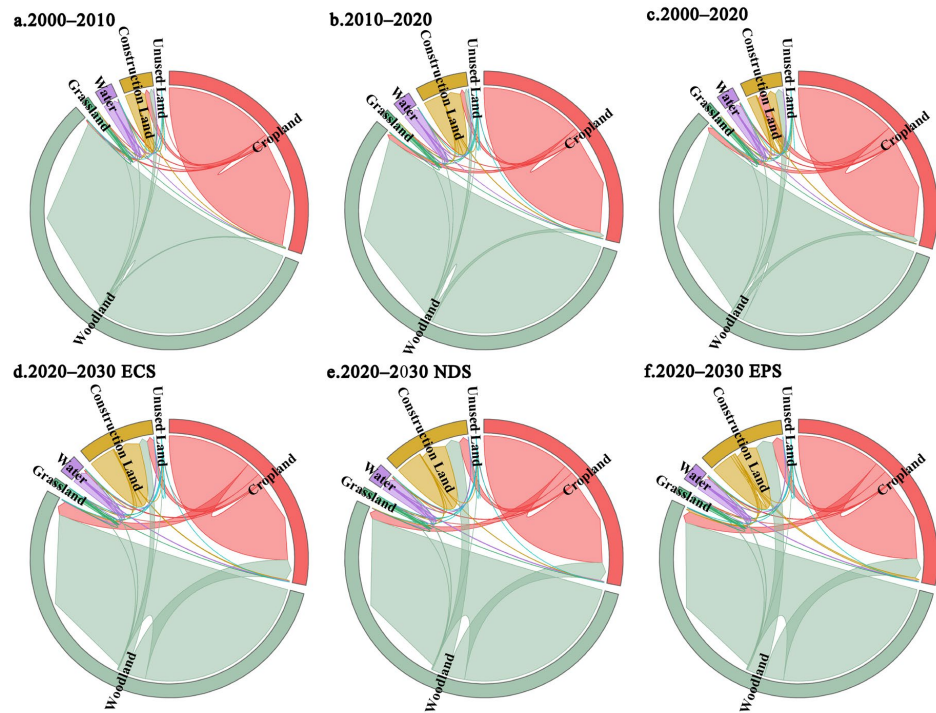 a.2000–2010
Grassland
Water
Construction Land
Unused Land
Cropland
Woodland
b.2010–2020
Grassland
Water
Construction Land
Unused Land
Cropland
Woodland
c.2000–2020
Grassland
Water
Construction Land
Unused Land
Cropland
Woodland
d.2020–2030 ECS
Grassland
Water
Construction Land
Unused Land
Cropland
Woodland
e.2020–2030 NDS
Grassland
Water
Construction Land
Unused Land
Cropland
Woodland
f.2020–2030 EPS
Grassland
Water
Construction Land
Unused Land
Cropland
Woodland